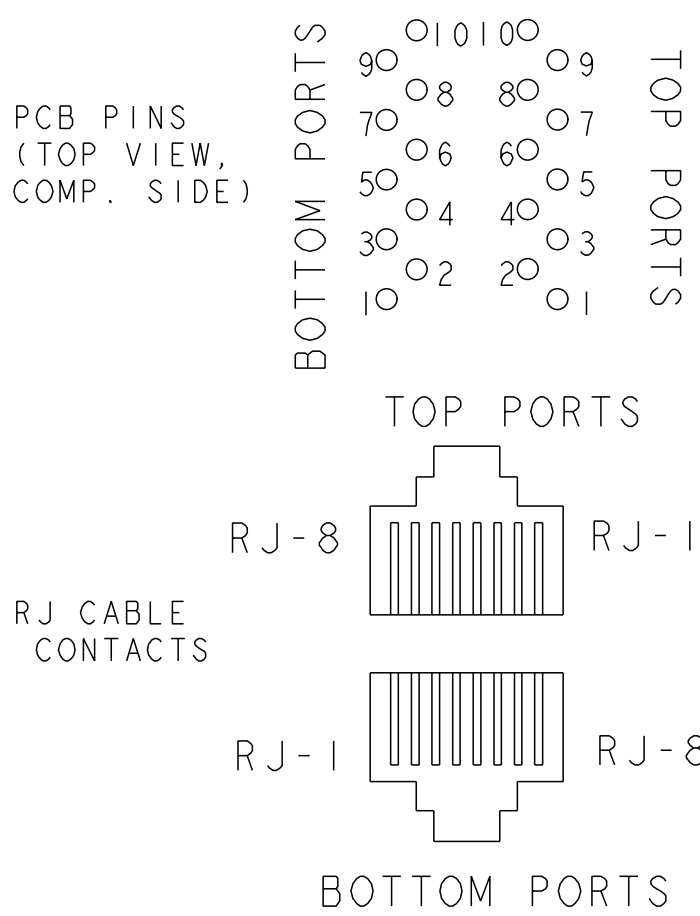 BOTTOM PORTS
TOP PORTS
10 10
9 9
8 8
7 7
6 6
5 5
4 4
3 3
2 2
1 1
PCB PINS
(TOP VIEW,
COMP. SIDE)
TOP PORTS
RJ-8 RJ-1
RJ CABLE
CONTACTS
RJ-1 RJ-8
BOTTOM PORTS